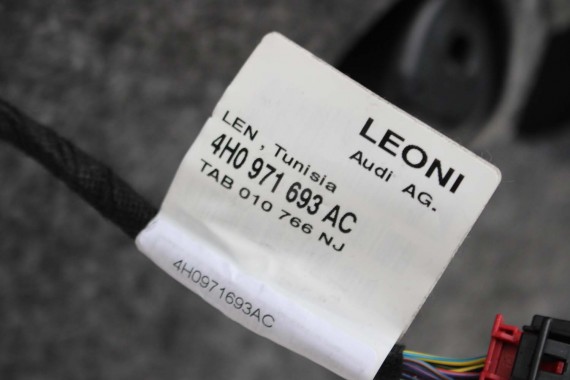 LEONI
Audi AG.
LEN, Tunisia
4H0 971 693 AC
TAB 010 766 NJ
4H0971693AC